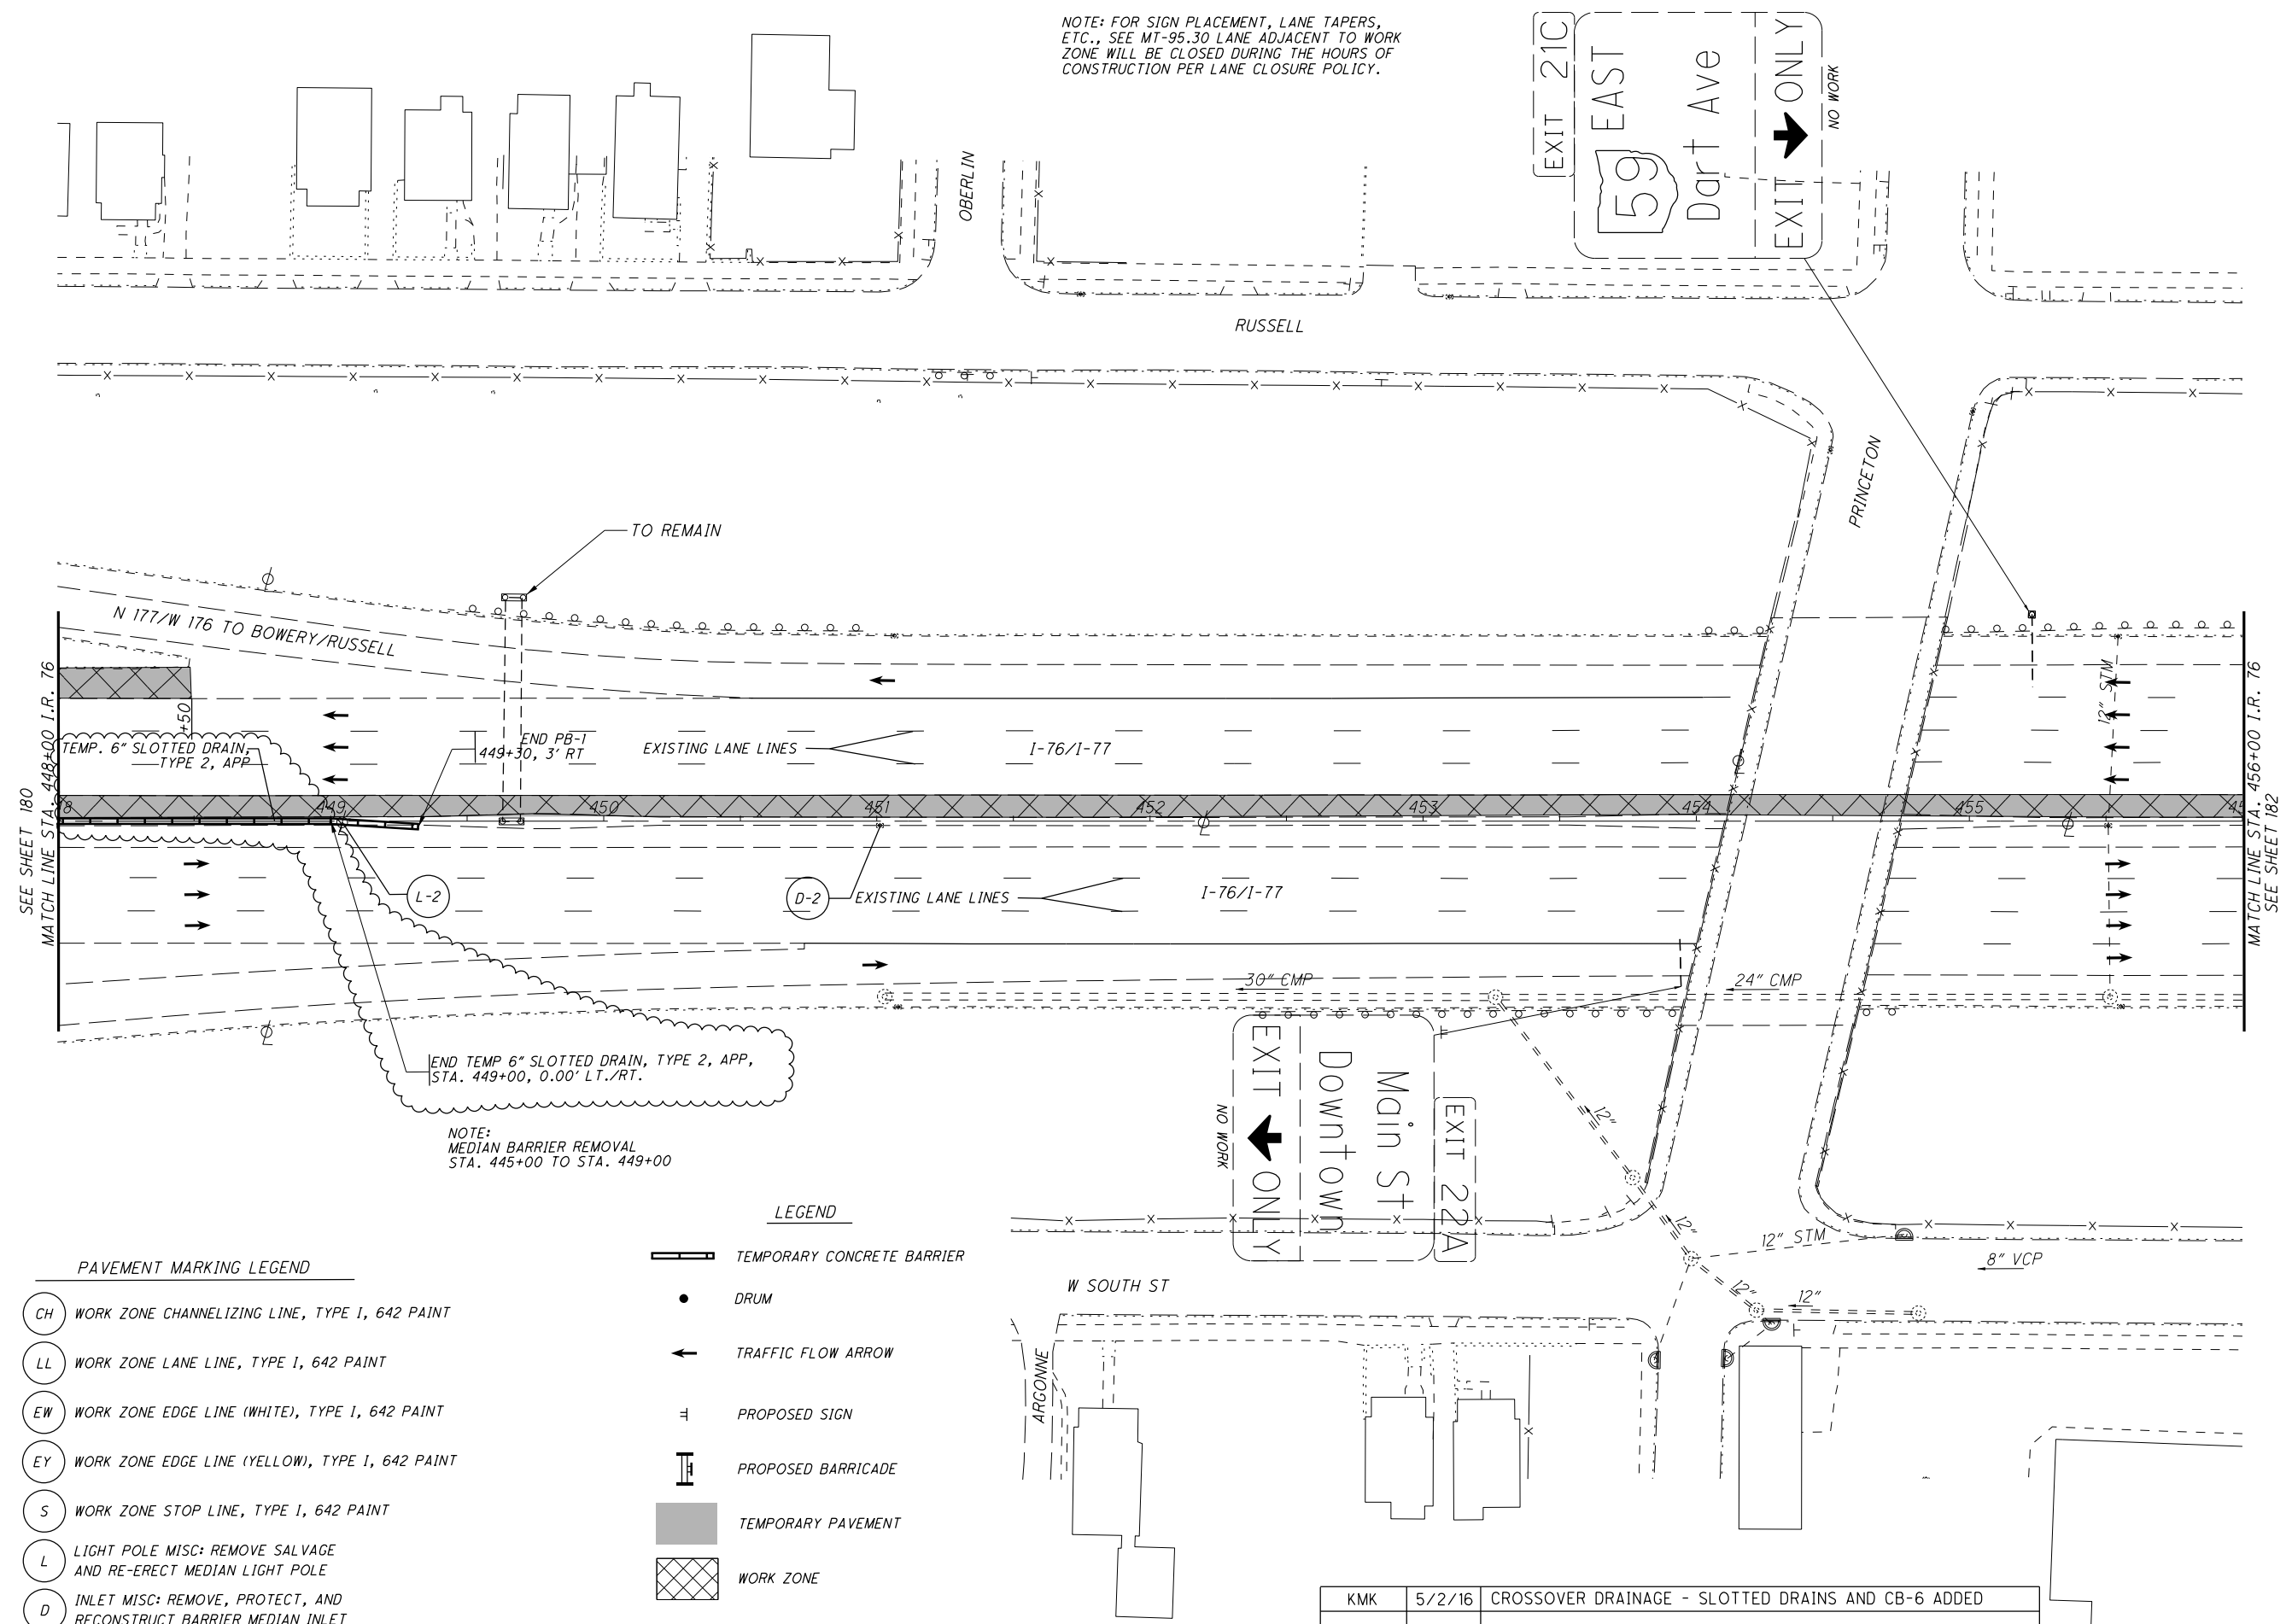 NOTE: FOR SIGN PLACEMENT, LANE TAPERS,
ETC., SEE MT-95.30 LANE ADJACENT TO WORK
ZONE WILL BE CLOSED DURING THE HOURS OF
CONSTRUCTION PER LANE CLOSURE POLICY.
EXIT 21C
59 EAST
Dart Ave
EXIT ONLY
NO WORK
OBERLIN
RUSSELL
PRINCETON
TO REMAIN
N 177/W 176 TO BOWERY/RUSSELL
SEE SHEET 180
MATCH LINE STA. 448+00 I.R. 76
+50
TEMP. 6" SLOTTED DRAIN,
TYPE 2, APP
END PB-1
449+30, 3' RT
EXISTING LANE LINES
I-76/I-77
12" STM
449
450
451
452
453
454
455
MATCH LINE STA. 456+00 I.R. 76
SEE SHEET 182
L-2
D-2
EXISTING LANE LINES
I-76/I-77
30" CMP
24" CMP
END TEMP 6" SLOTTED DRAIN, TYPE 2, APP,
STA. 449+00, 0.00' LT./RT.
NOTE:
MEDIAN BARRIER REMOVAL
STA. 445+00 TO STA. 449+00
EXIT 22A
Main St
Downtown
EXIT ONLY
NO WORK
12"
12"
12" STM
8" VCP
12"
12"
W SOUTH ST
ARGONNE
PAVEMENT MARKING LEGEND
CH WORK ZONE CHANNELIZING LINE, TYPE I, 642 PAINT
LL WORK ZONE LANE LINE, TYPE I, 642 PAINT
EW WORK ZONE EDGE LINE (WHITE), TYPE I, 642 PAINT
EY WORK ZONE EDGE LINE (YELLOW), TYPE I, 642 PAINT
S WORK ZONE STOP LINE, TYPE I, 642 PAINT
L LIGHT POLE MISC: REMOVE SALVAGE
AND RE-ERECT MEDIAN LIGHT POLE
D INLET MISC: REMOVE, PROTECT, AND
RECONSTRUCT BARRIER MEDIAN INLET
LEGEND
TEMPORARY CONCRETE BARRIER
DRUM
TRAFFIC FLOW ARROW
PROPOSED SIGN
PROPOSED BARRICADE
TEMPORARY PAVEMENT
WORK ZONE
KMK 5/2/16 CROSSOVER DRAINAGE - SLOTTED DRAINS AND CB-6 ADDED